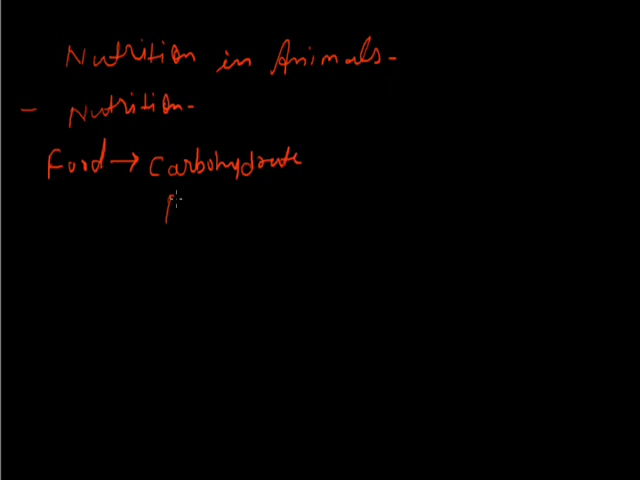 Nutrition in Animals-
- Nutrition-
Food → Carbohydrate